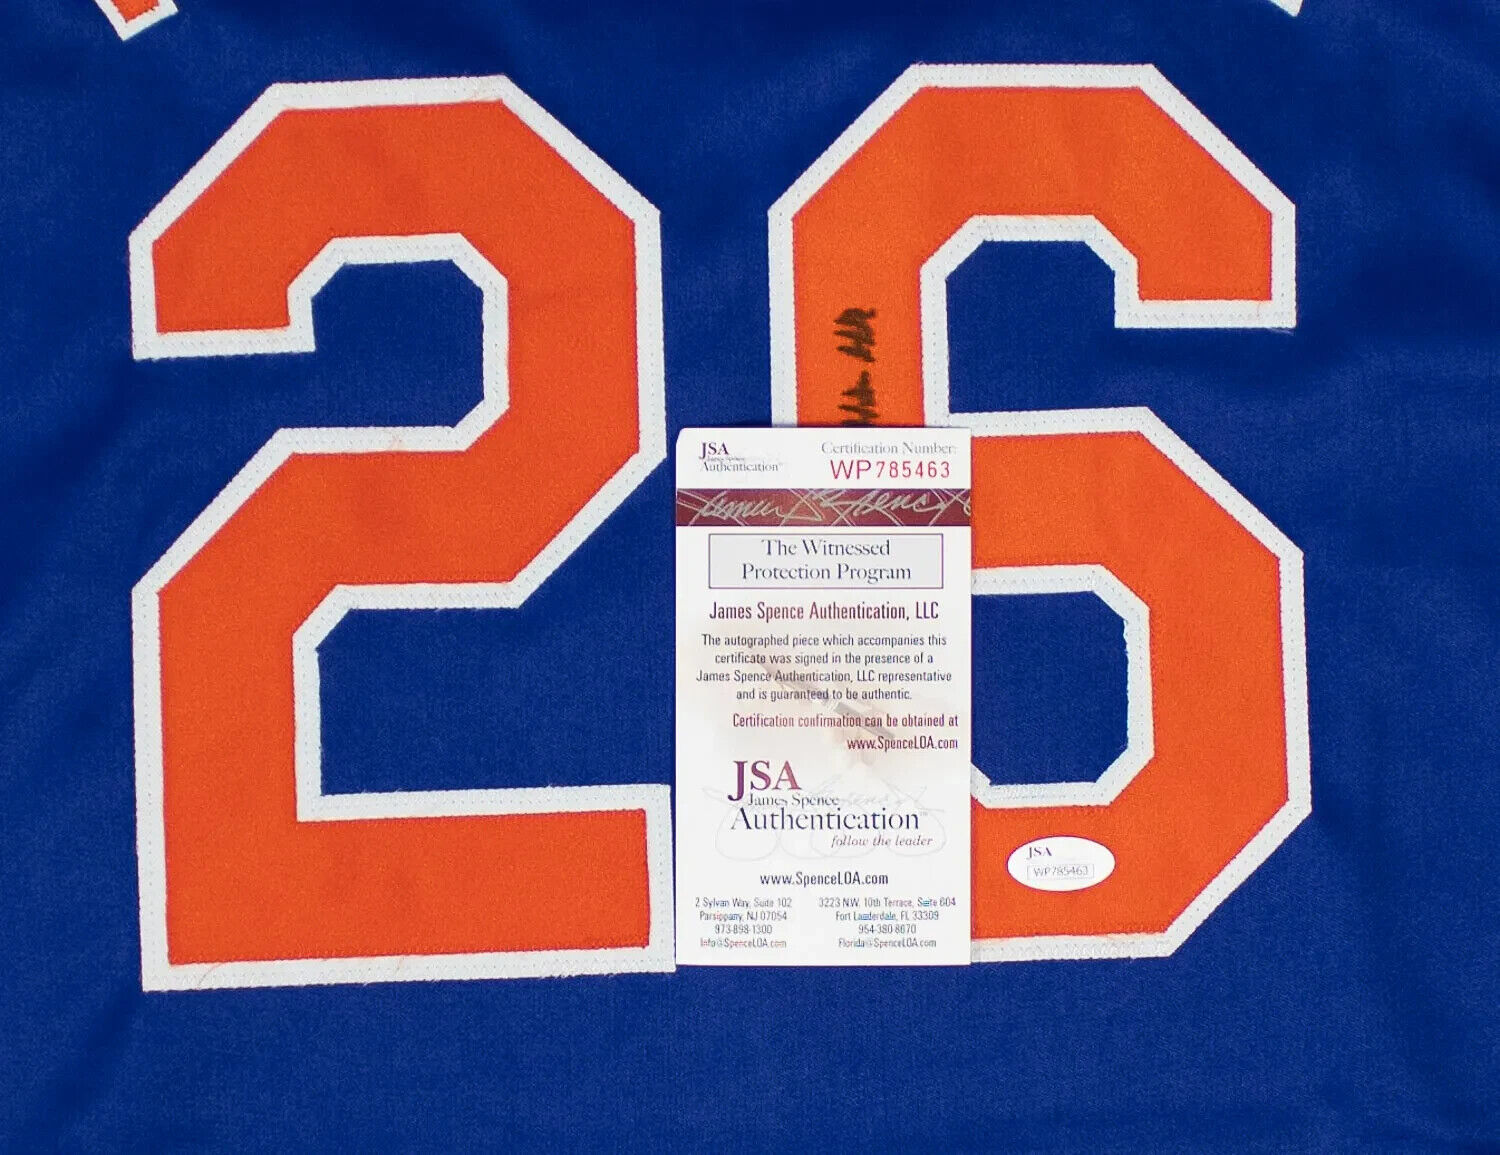 26
JSA
James Spence
Authentication
Certification Number:
WP785463
The Witnessed
Protection Program
James Spence Authentication, LLC
The autographed piece which accompanies this
certificate was signed in the presence of a
James Spence Authentication, LLC representative
and is guaranteed to be authentic.
Certification confirmation can be obtained at
www.SpenceLOA.com
JSA
James Spence
Authentication™
follow the leader
www.SpenceLOA.com
2 Sylvan Way, Suite 102
Parsippany, NJ 07054
973-898-1300
Info@SpenceLOA.com
3223 N.W. 10th Terrace, Suite 604
Fort Lauderdale, FL 33309
954-380-8670
Florida@SpenceLOA.com
JSA
WP785463